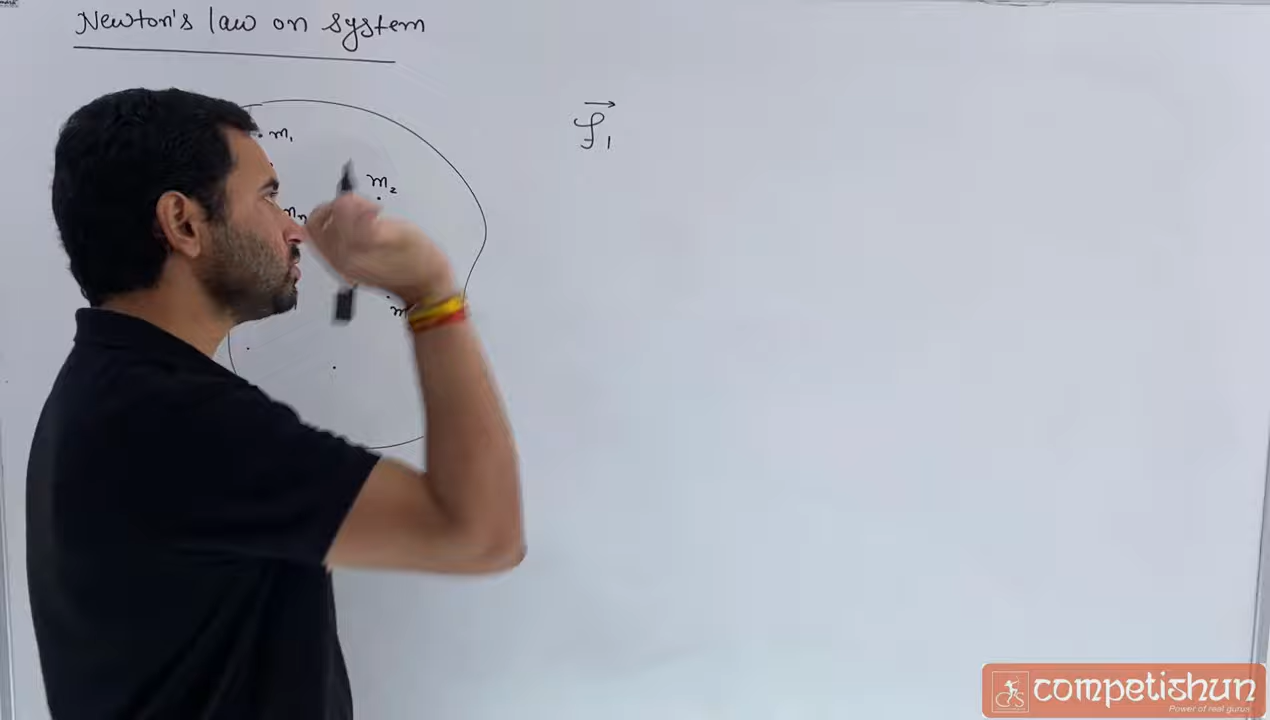 Newton's law on system
m₁
f⃗₁
m₂
competishun
Power of real gurus